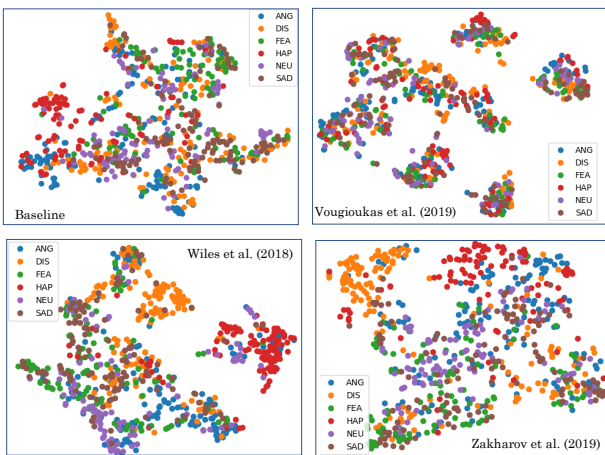 ANG
DIS
FEA
HAP
NEU
SAD
Baseline
ANG
DIS
FEA
HAP
NEU
SAD
Vougioukas et al. (2019)
ANG
DIS
FEA
HAP
NEU
SAD
Wiles et al. (2018)
ANG
DIS
FEA
HAP
NEU
SAD
Zakharov et al. (2019)